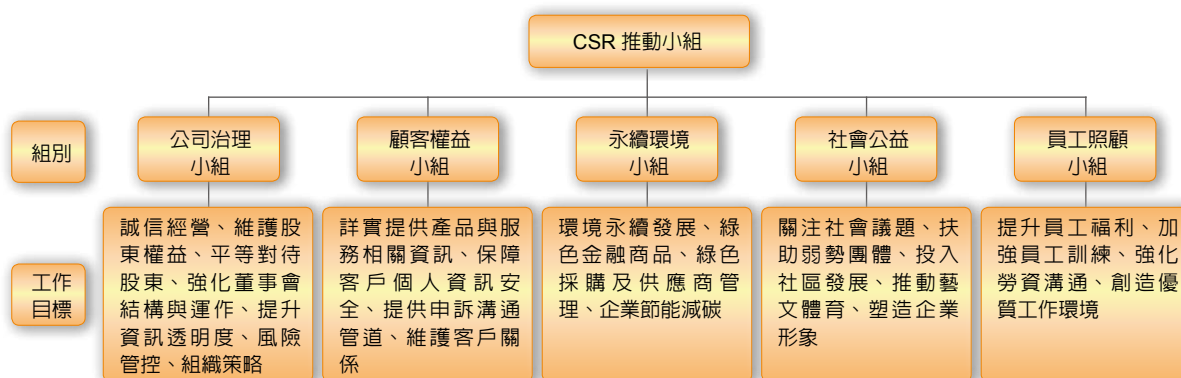 CSR 推動小組
組別
公司治理
小組
顧客權益
小組
永續環境
小組
社會公益
小組
員工照顧
小組
工作
目標
誠信經營、維護股
東權益、平等對待
股東、強化董事會
結構與運作、提升
資訊透明度、風險
管控、組織策略
詳實提供產品與服
務相關資訊、保障
客戶個人資訊安
全、提供申訴溝通
管道、維護客戶關
係
環境永續發展、綠
色金融商品、綠色
採購及供應商管
理、企業節能減碳
關注社會議題、扶
助弱勢團體、投入
社區發展、推動藝
文體育、塑造企業
形象
提升員工福利、加
強員工訓練、強化
勞資溝通、創造優
質工作環境